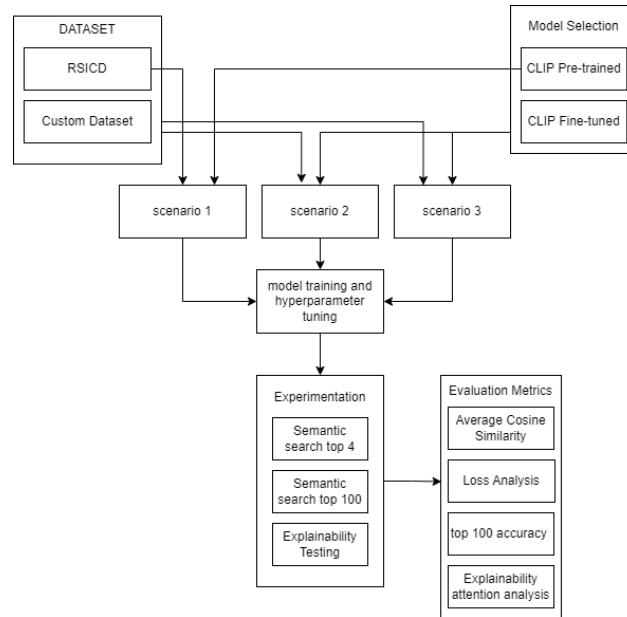 DATASET
RSICD
Custom Dataset
Model Selection
CLIP Pre-trained
CLIP Fine-tuned
scenario 1
scenario 2
scenario 3
model training and
hyperparameter
tuning
Experimentation
Semantic
search top 4
Semantic
search top 100
Explainability
Testing
Evaluation Metrics
Average Cosine
Similarity
Loss Analysis
top 100 accuracy
Explainability
attention analysis